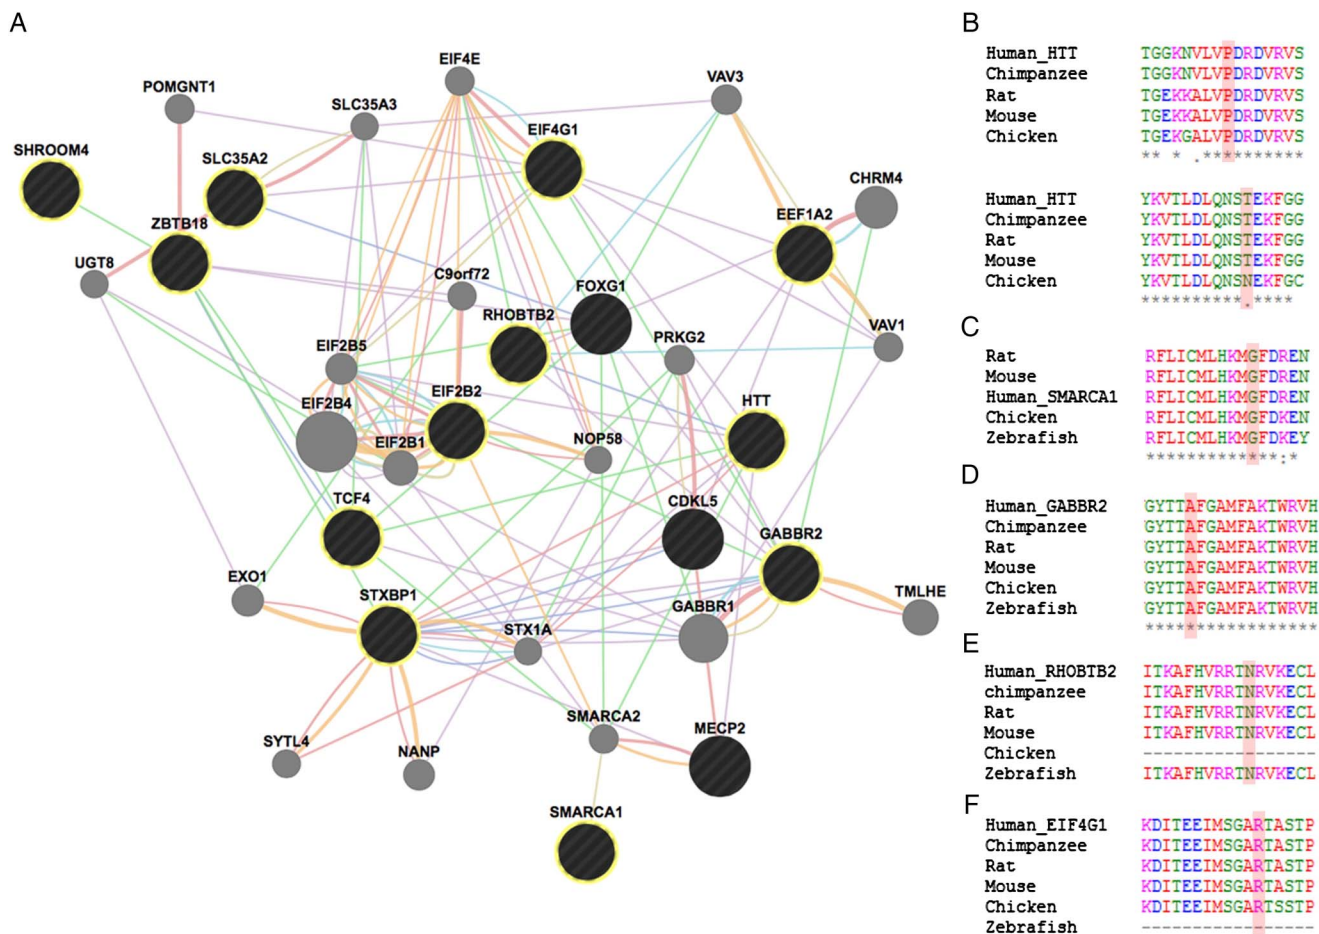 A
EIF4E
VAV3
POMGNT1
SLC35A3
EIF4G1
SHROOM4
SLC35A2
CHRM4
EEF1A2
ZBTB18
UGT8
C9orf72
FOXG1
RHOBTB2
PRKG2
VAV1
EIF2B5
EIF2B2
EIF2B4
HTT
EIF2B1
NOP58
TCF4
CDKL5
GABBR2
EXO1
STXBP1
TMLHE
GABBR1
STX1A
SMARCA2
MECP2
SYTL4
NANP
SMARCA1
B
Human_HTT TGGKNVLVPDRDVRVS
Chimpanzee TGGKNVLVPDRDVRVS
Rat TGEKKALVPDRDVRVS
Mouse TGEKKALVPDRDVRVS
Chicken TGEKGALVPDRDVRVS
** * .**********
Human_HTT YKVTLDLQNSTEKFGG
Chimpanzee YKVTLDLQNSTEKFGG
Rat YKVTLDLQNSTEKFGG
Mouse YKVTLDLQNSTEKFGG
Chicken YKVTLDLQNSNEKFGC
**********.****
C
Rat RFLICMLHKMGFDREN
Mouse RFLICMLHKMGFDREN
Human_SMARCA1 RFLICMLHKMGFDREN
Chicken RFLICMLHKMGFDKEN
Zebrafish RFLICMLHKMGFDKEY
*************:*
D
Human_GABBR2 GYTTAFGAMFAKTWRVH
Chimpanzee GYTTAFGAMFAKTWRVH
Rat GYTTAFGAMFAKTWRVH
Mouse GYTTAFGAMFAKTWRVH
Chicken GYTTAFGAMFAKTWRVH
Zebrafish GYTTAFGAMFAKTWRVH
*****************
E
Human_RHOBTB2 ITKAFHVRRTNRVKECL
chimpanzee ITKAFHVRRTNRVKECL
Rat ITKAFHVRRTNRVKECL
Mouse ITKAFHVRRTNRVKECL
Chicken -----------------
Zebrafish ITKAFHVRRTNRVKECL
F
Human_EIF4G1 KDITEEIMSGARTASTP
Chimpanzee KDITEEIMSGARTASTP
Rat KDITEEIMSGARTASTP
Mouse KDITEEIMSGARTASTP
Chicken KDITEEIMSGARTSSTP
Zebrafish -----------------